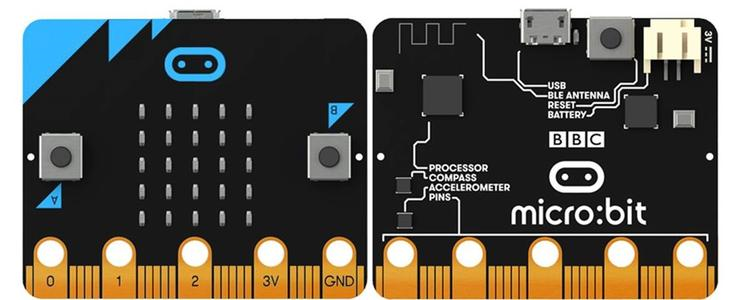 B
A
0 1 2 3V GND
3V
USB
BLE ANTENNA
RESET
BATTERY
BBC
PROCESSOR
COMPASS
ACCELEROMETER
PINS
micro:bit